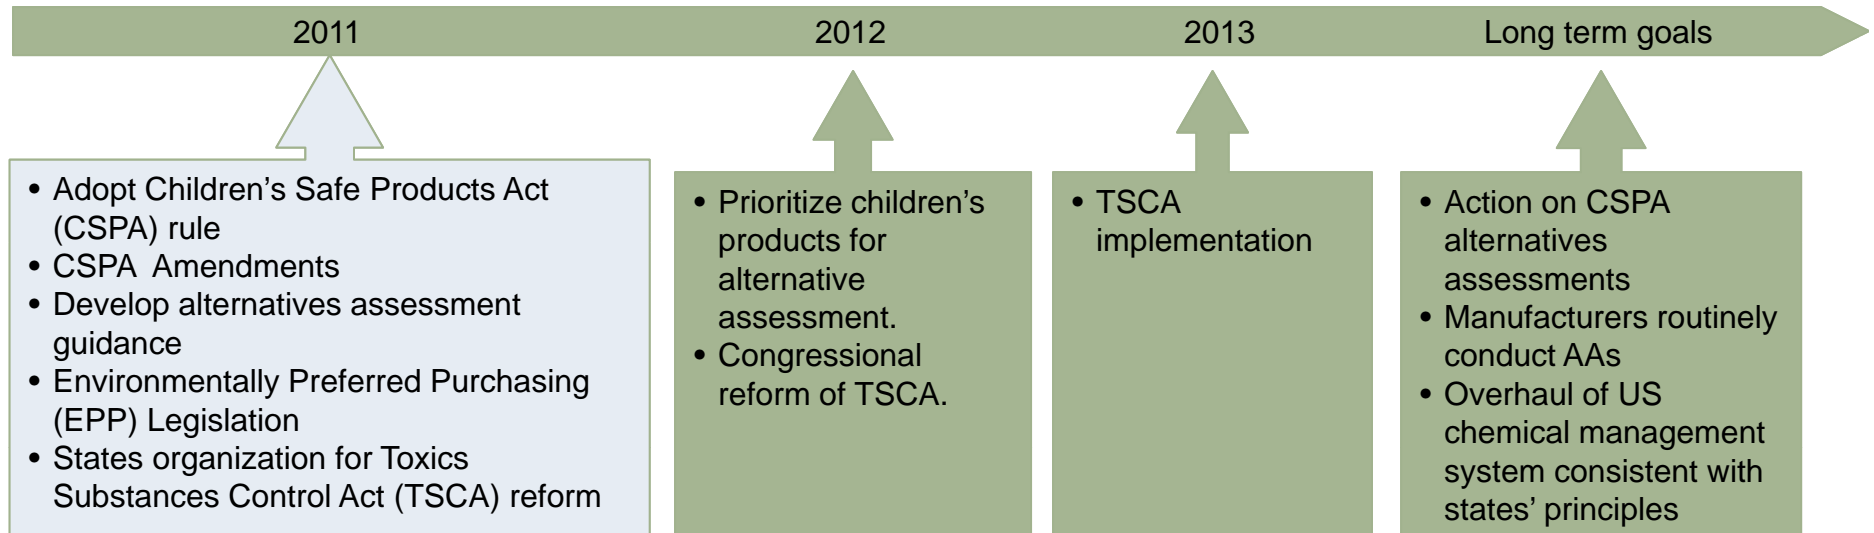 2011
2012
2013
Long term goals
• Adopt Children's Safe Products Act
(CSPA) rule
• CSPA  Amendments
• Develop alternatives assessment
guidance
• Environmentally Preferred Purchasing
(EPP) Legislation
• States organization for Toxics
Substances Control Act (TSCA) reform
• Prioritize children's
products for
alternative
assessment.
• Congressional
reform of TSCA.
• TSCA
implementation
• Action on CSPA
alternatives
assessments
• Manufacturers routinely
conduct AAs
• Overhaul of US
chemical management
system consistent with
states' principles